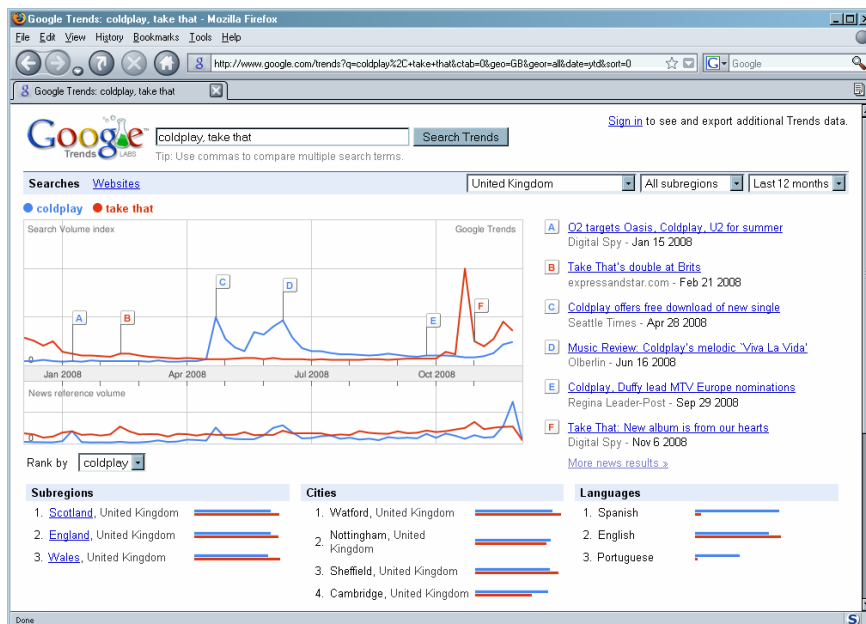 Google Trends: coldplay, take that - Mozilla Firefox
File Edit View History Bookmarks Tools Help
http://www.google.com/trends?q=coldplay%2C+take+that&ctab=0&geo=GB&geor=all&date=ytd&sort=0
Google
Google Trends: coldplay, take that
Sign in to see and export additional Trends data.
Google
Trends LABS
coldplay, take that
Search Trends
Tip: Use commas to compare multiple search terms.
Searches Websites
United Kingdom
All subregions
Last 12 months
coldplay take that
Search Volume index
Google Trends
A
B
C
D
E
F
0
Jan 2008 Apr 2008 Jul 2008 Oct 2008
News reference volume
0
A O2 targets Oasis, Coldplay, U2 for summer
Digital Spy - Jan 15 2008
B Take That's double at Brits
expressandstar.com - Feb 21 2008
C Coldplay offers free download of new single
Seattle Times - Apr 28 2008
D Music Review: Coldplay's melodic `Viva La Vida'
Olberlin - Jun 16 2008
E Coldplay, Duffy lead MTV Europe nominations
Regina Leader-Post - Sep 29 2008
F Take That: New album is from our hearts
Digital Spy - Nov 6 2008
More news results »
Rank by coldplay
Subregions
1. Scotland, United Kingdom
2. England, United Kingdom
3. Wales, United Kingdom
Cities
1. Watford, United Kingdom
2. Nottingham, United
Kingdom
3. Sheffield, United Kingdom
4. Cambridge, United Kingdom
Languages
1. Spanish
2. English
3. Portuguese
Done